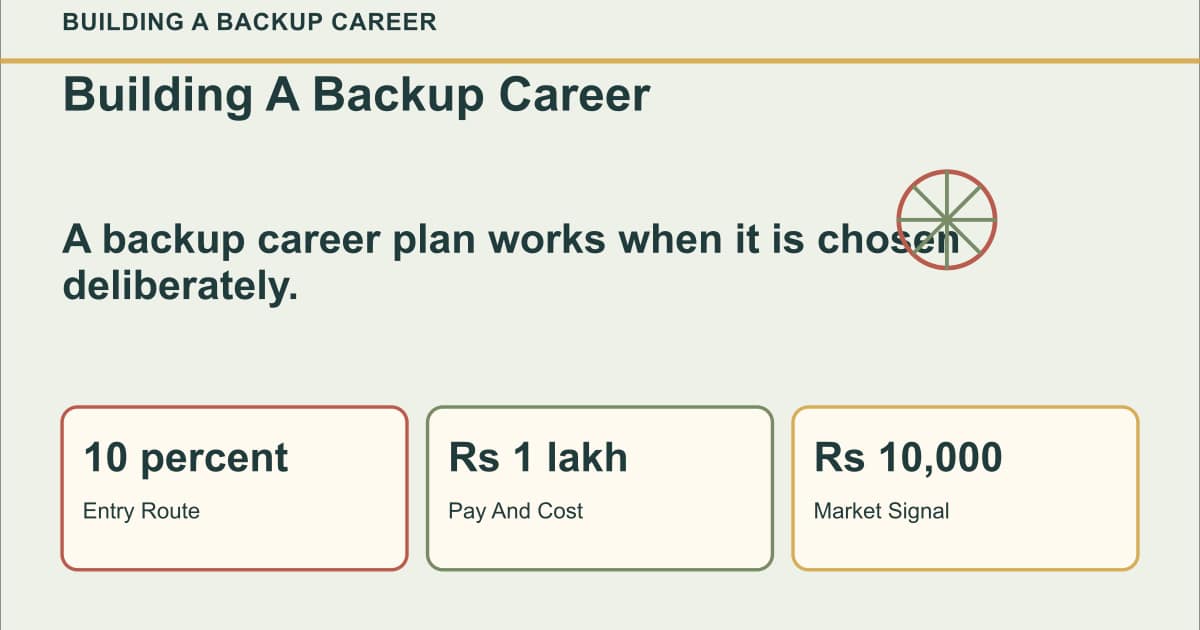 BUILDING A BACKUP CAREER
Building A Backup Career
A backup career plan works when it is chosen
deliberately.
10 percent
Entry Route
Rs 1 lakh
Pay And Cost
Rs 10,000
Market Signal